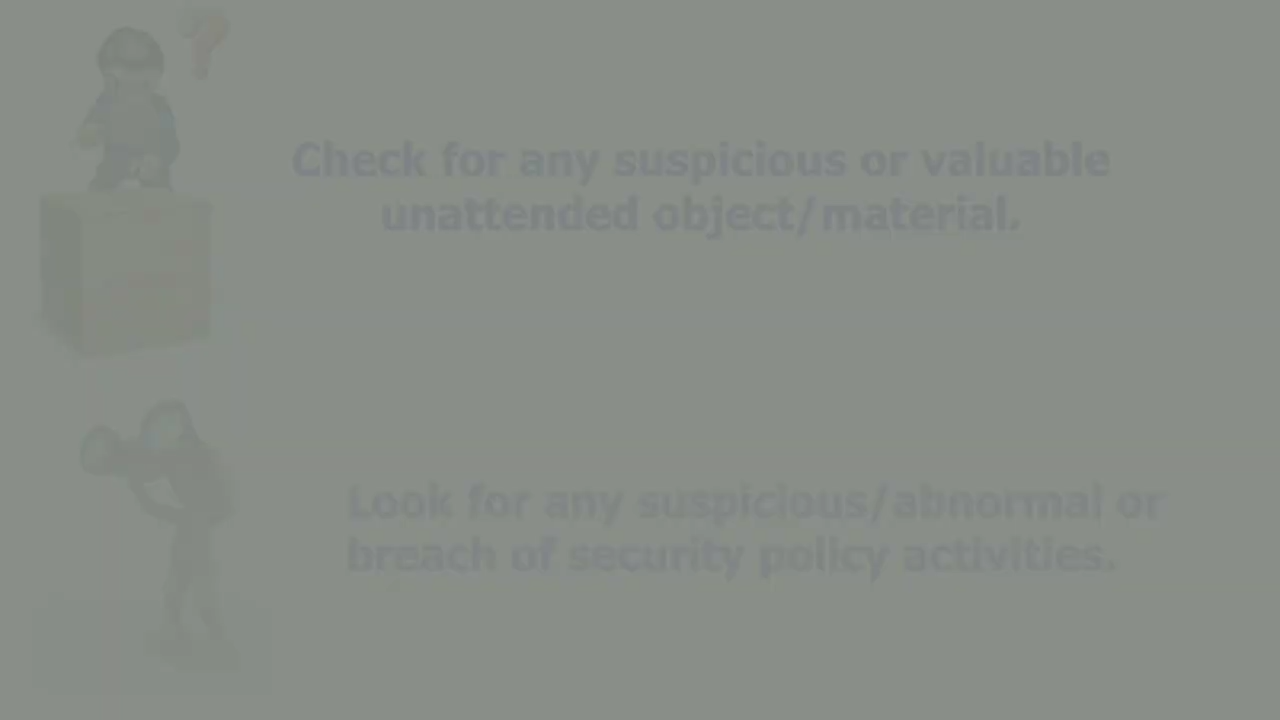 ?
Check for any suspicious or valuable
unattended object/material.
Look for any suspicious/abnormal or
breach of security policy activities.